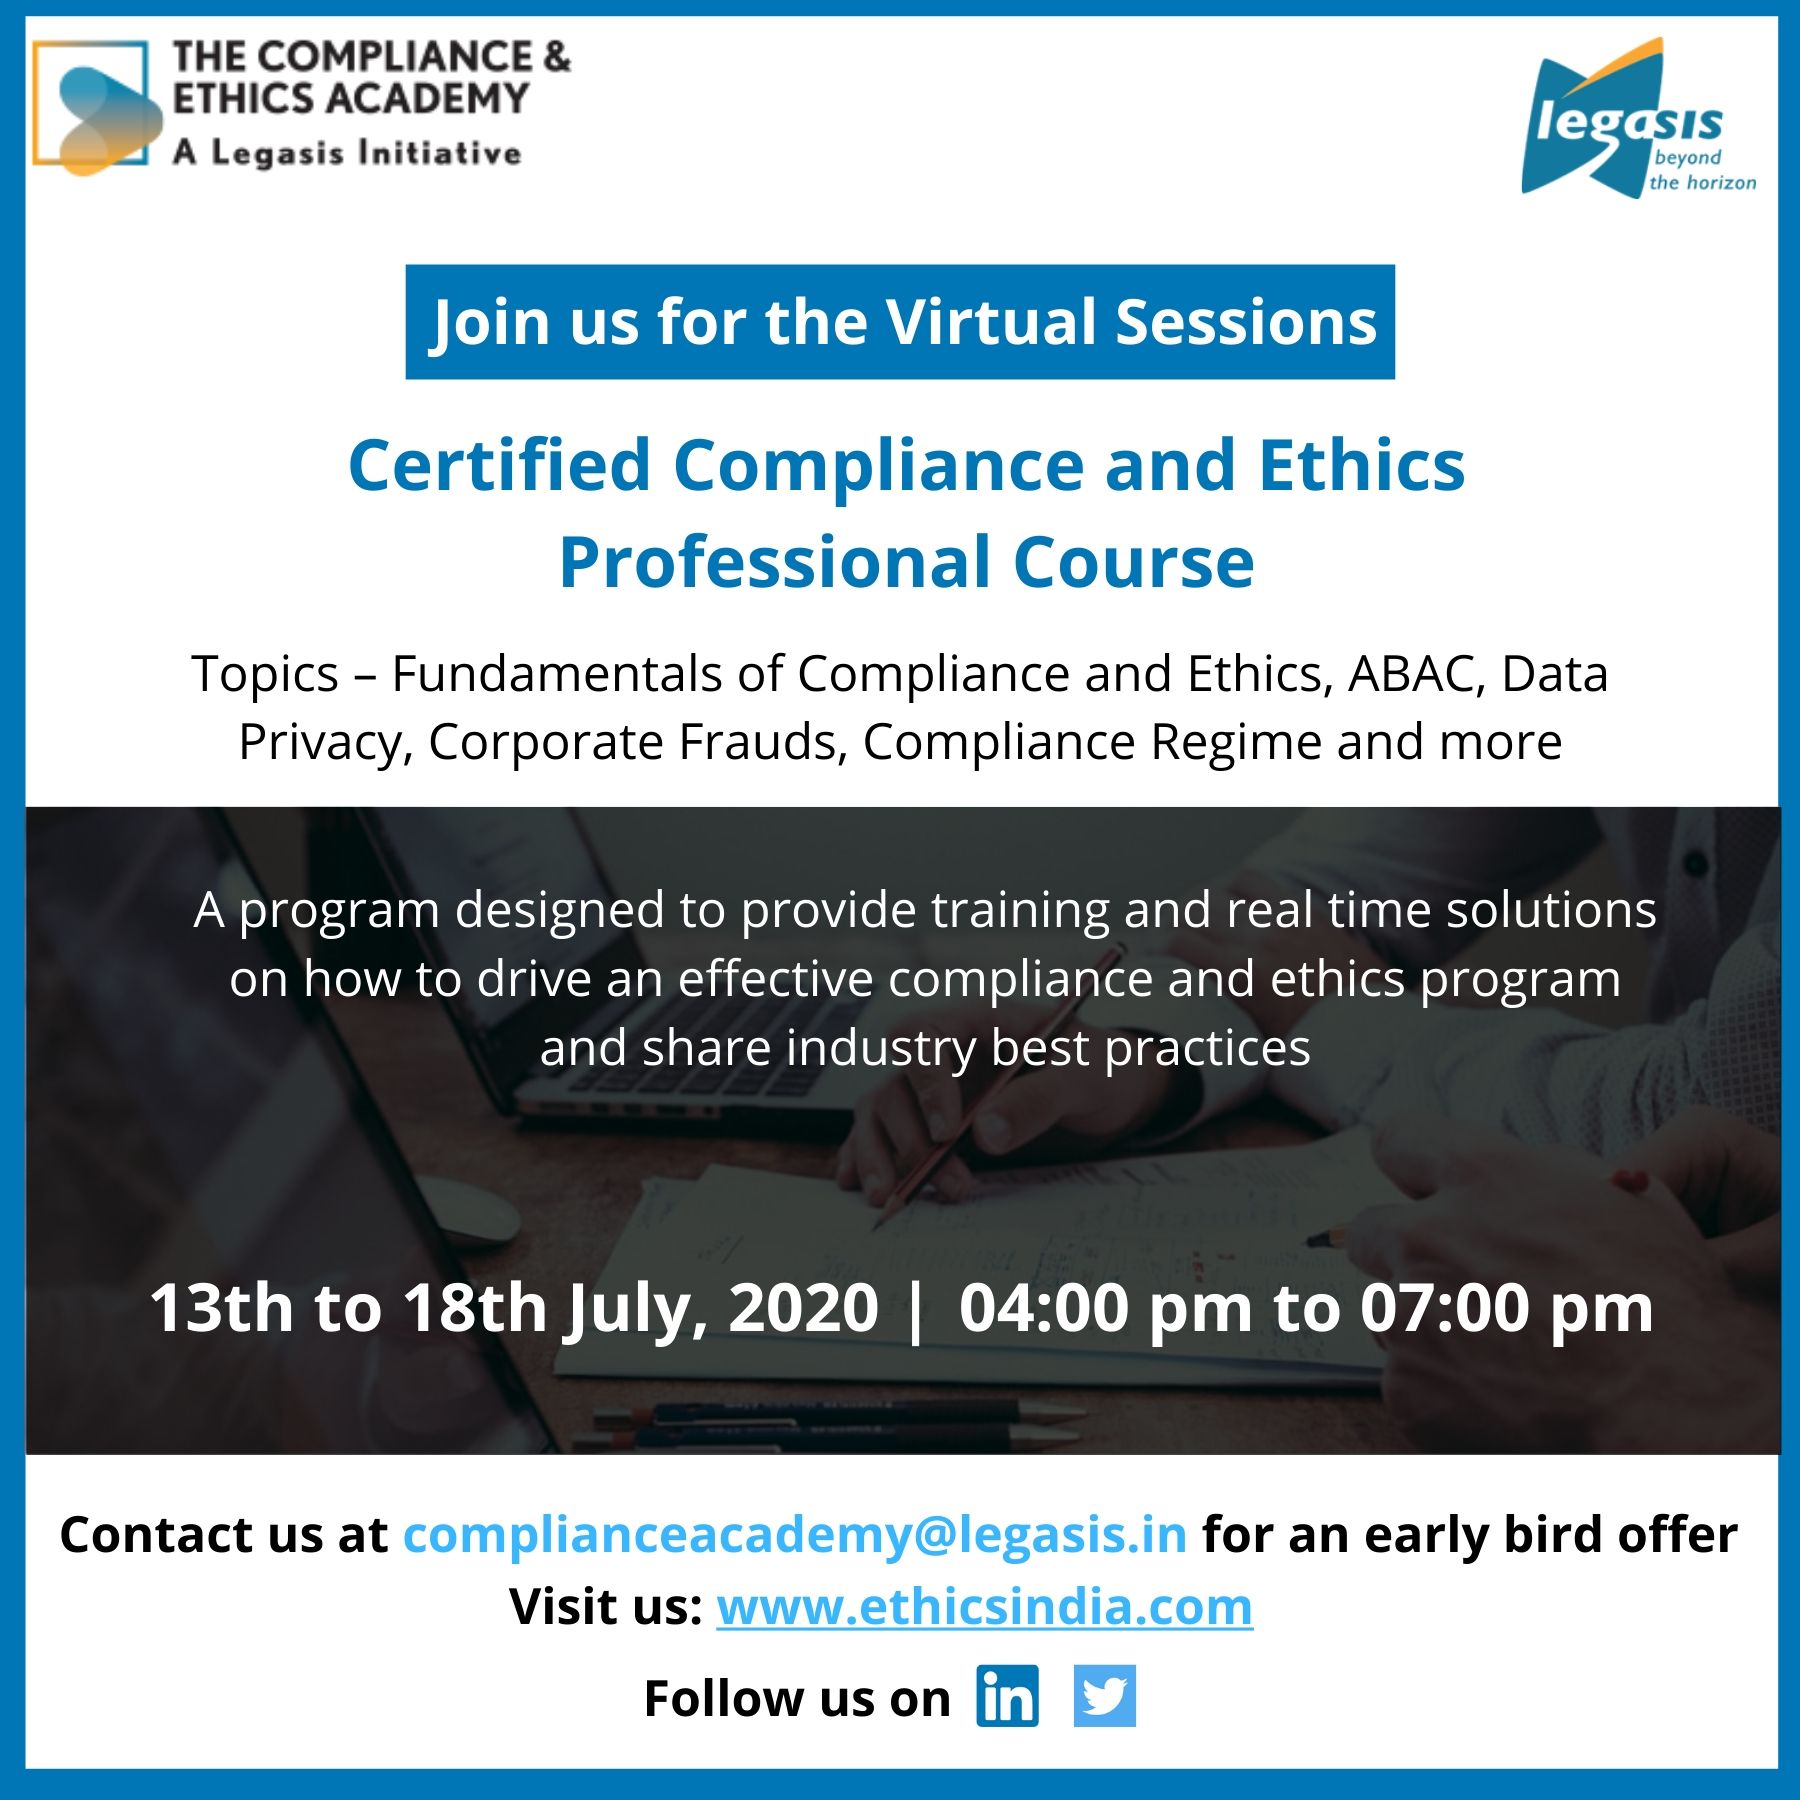 THE COMPLIANCE &
ETHICS ACADEMY
A Legasis Initiative
legasis
beyond
the horizon
Join us for the Virtual Sessions
Certified Compliance and Ethics
Professional Course
Topics – Fundamentals of Compliance and Ethics, ABAC, Data
Privacy, Corporate Frauds, Compliance Regime and more
A program designed to provide training and real time solutions
on how to drive an effective compliance and ethics program
and share industry best practices
13th to 18th July, 2020 | 04:00 pm to 07:00 pm
Contact us at complianceacademy@legasis.in for an early bird offer
Visit us: www.ethicsindia.com
Follow us on in